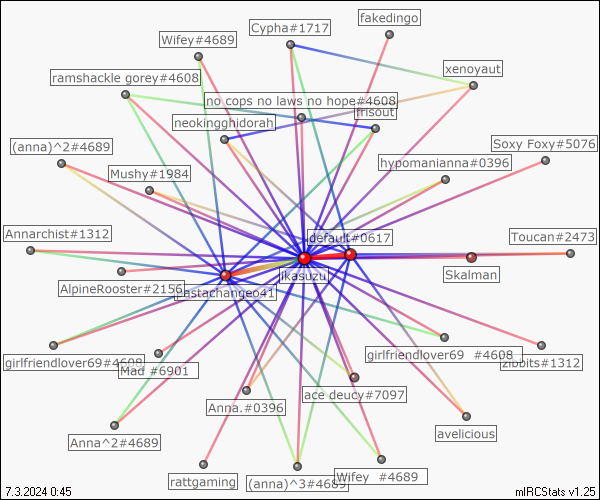 fakedingo
Cypha#1717
Wifey#4689
xenoyaut
ramshackle gorey#4608
no cops no laws no hope#4608
frisout
neokingghidorah
Soxy Foxy#5076
(anna)^2#4689
hypomanianna#0396
Mushy#1984
Annarchist#1312
default#0617
Toucan#2473
ikasuzu
Skalman
AlpineRooster#2156
girlfriendlover69#4608
girlfriendlover69 #4608
zibbits#1312
Mad #6901
ace deucy#7097
Anna.#0396
Anna^2#4689
avelicious
rattgaming
(anna)^3#4689
Wifey #4689
7.3.2024 0:45
mIRCStats v1.25